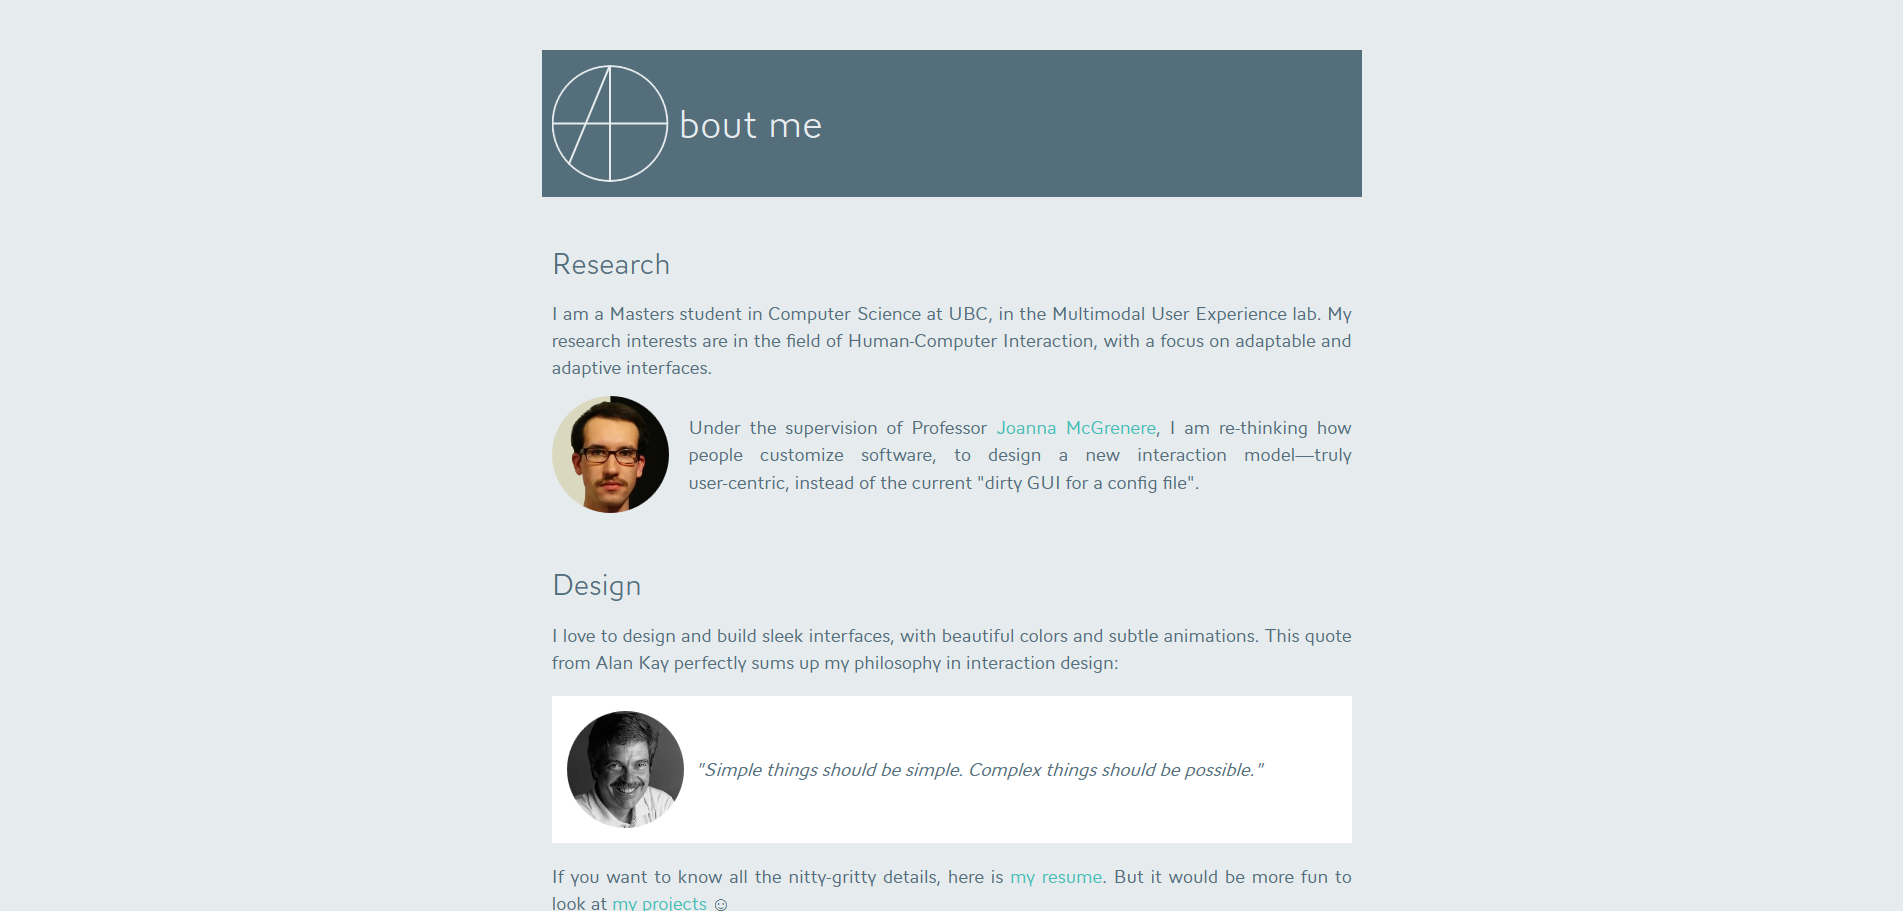 About me
Research
I am a Masters student in Computer Science at UBC, in the Multimodal User Experience lab. My
research interests are in the field of Human-Computer Interaction, with a focus on adaptable and
adaptive interfaces.
Under the supervision of Professor Joanna McGrenere, I am re-thinking how
people customize software, to design a new interaction model—truly
user-centric, instead of the current "dirty GUI for a config file".
Design
I love to design and build sleek interfaces, with beautiful colors and subtle animations. This quote
from Alan Kay perfectly sums up my philosophy in interaction design:
"Simple things should be simple. Complex things should be possible."
If you want to know all the nitty-gritty details, here is my resume. But it would be more fun to
look at my projects ☺